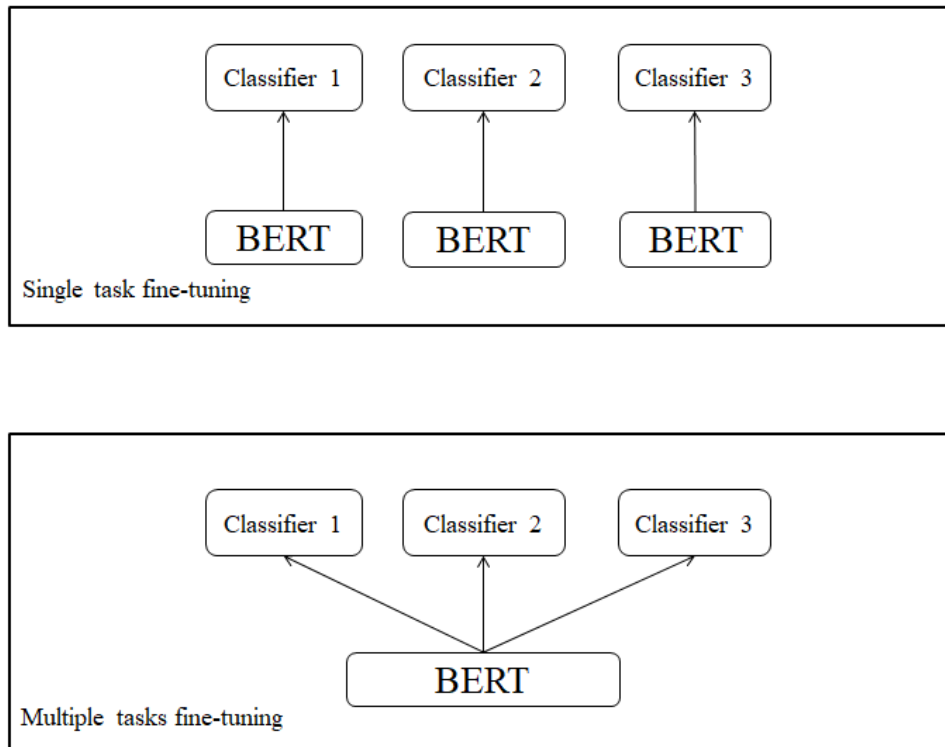 Classifier 1 Classifier 2 Classifier 3
BERT BERT BERT
Single task fine-tuning
Classifier 1 Classifier 2 Classifier 3
BERT
Multiple tasks fine-tuning